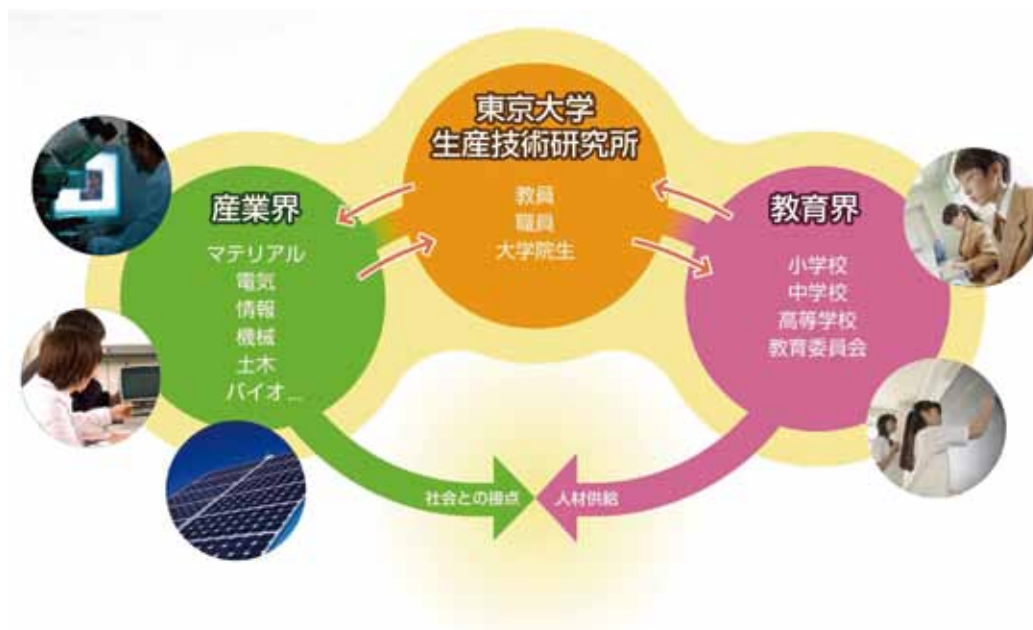 東京大学
生産技術研究所
教員
職員
大学院生
産業界
マテリアル
電気
情報
機械
土木
バイオ...
教育界
小学校
中学校
高等学校
教育委員会
社会との接点
人材供給